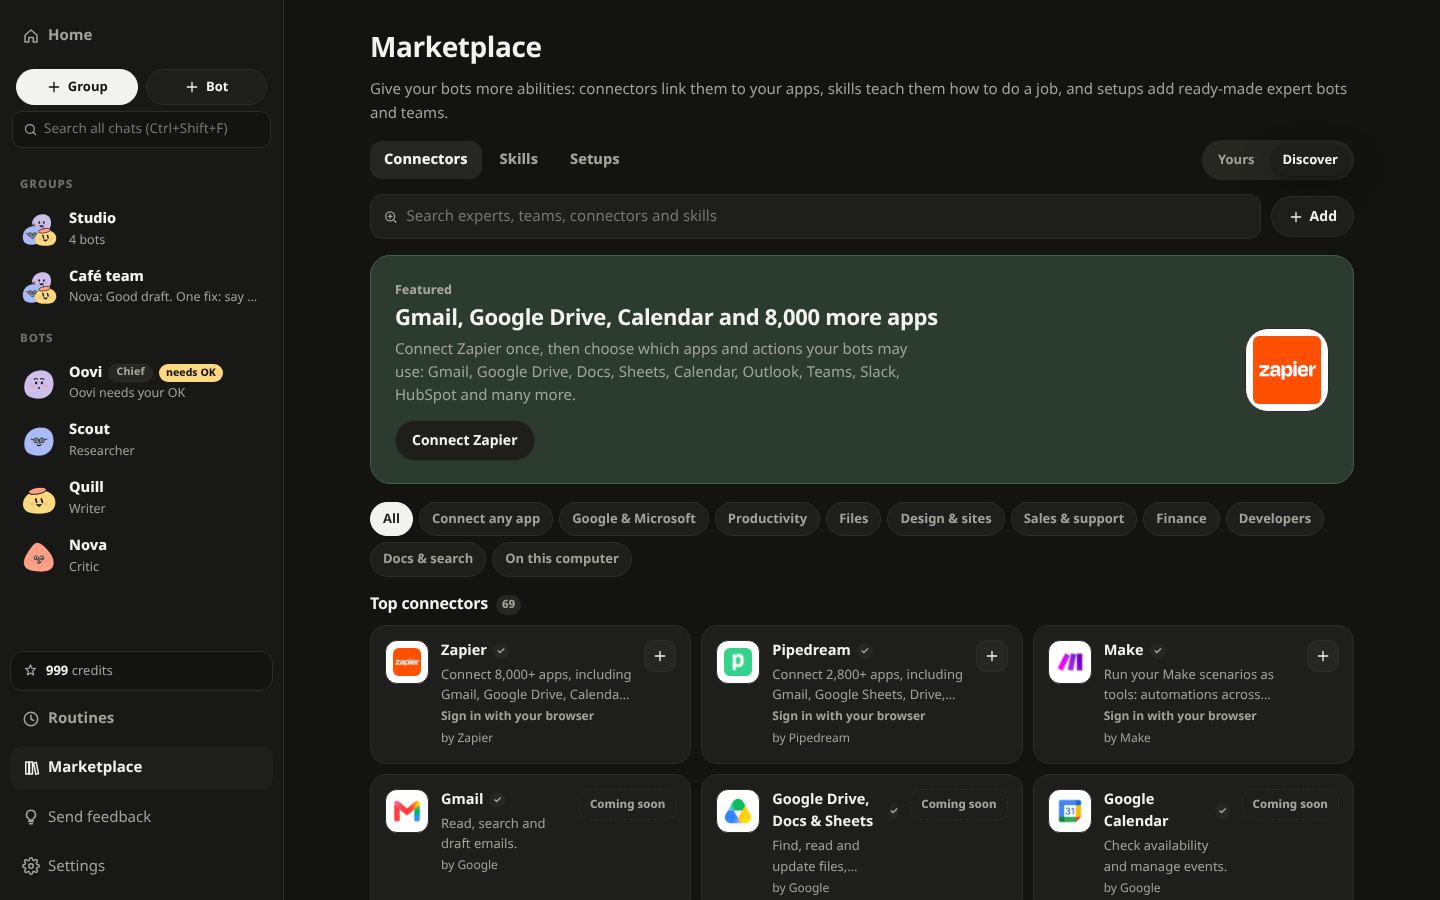 Home
Group
Bot
Search all chats (Ctrl+Shift+F)
GROUPS
Studio
4 bots
Café team
Nova: Good draft. One fix: say ...
BOTS
Oovi Chief needs OK
Oovi needs your OK
Scout
Researcher
Quill
Writer
Nova
Critic
999 credits
Routines
Marketplace
Send feedback
Settings
Marketplace
Give your bots more abilities: connectors link them to your apps, skills teach them how to do a job, and setups add ready-made expert bots
and teams.
Connectors Skills Setups
Yours Discover
Search experts, teams, connectors and skills
Add
Featured
Gmail, Google Drive, Calendar and 8,000 more apps
Connect Zapier once, then choose which apps and actions your bots may
use: Gmail, Google Drive, Docs, Sheets, Calendar, Outlook, Teams, Slack,
HubSpot and many more.
Connect Zapier
zapier
All Connect any app Google & Microsoft Productivity Files Design & sites Sales & support Finance Developers
Docs & search On this computer
Top connectors 69
zapier
Zapier
Connect 8,000+ apps, including
Gmail, Google Drive, Calenda...
Sign in with your browser
by Zapier
Pipedream
Connect 2,800+ apps, including
Gmail, Google Sheets, Drive,...
Sign in with your browser
by Pipedream
Make
Run your Make scenarios as
tools: automations across...
Sign in with your browser
by Make
Gmail
Coming soon
Read, search and
draft emails.
by Google
Google Drive,
Docs & Sheets
Coming soon
Find, read and
update files,...
by Google
31
Google
Calendar
Coming soon
Check availability
and manage events.
by Google